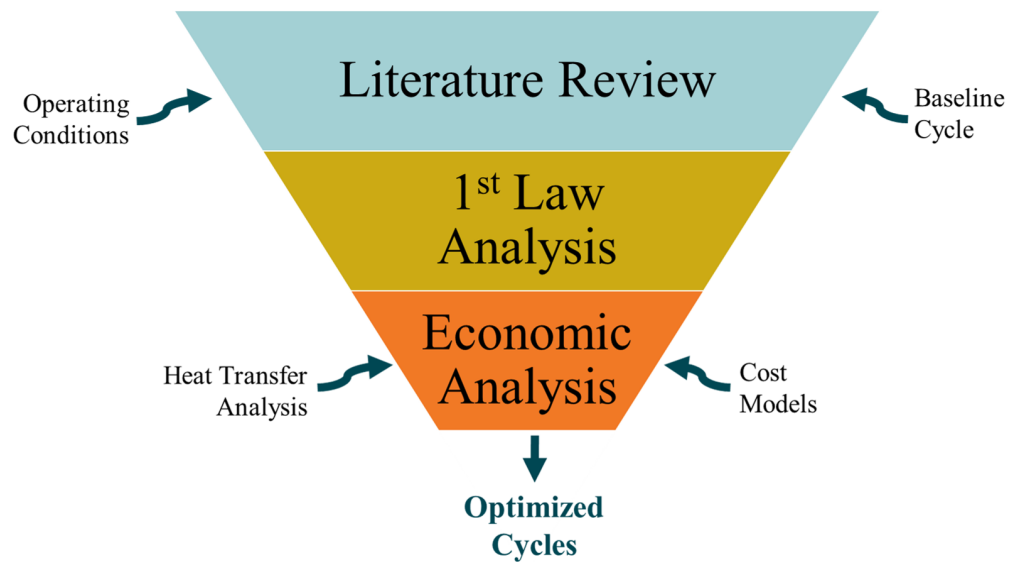 Literature Review
Operating
Conditions
Baseline
Cycle
1st Law
Analysis
Economic
Analysis
Heat Transfer
Analysis
Cost
Models
Optimized
Cycles